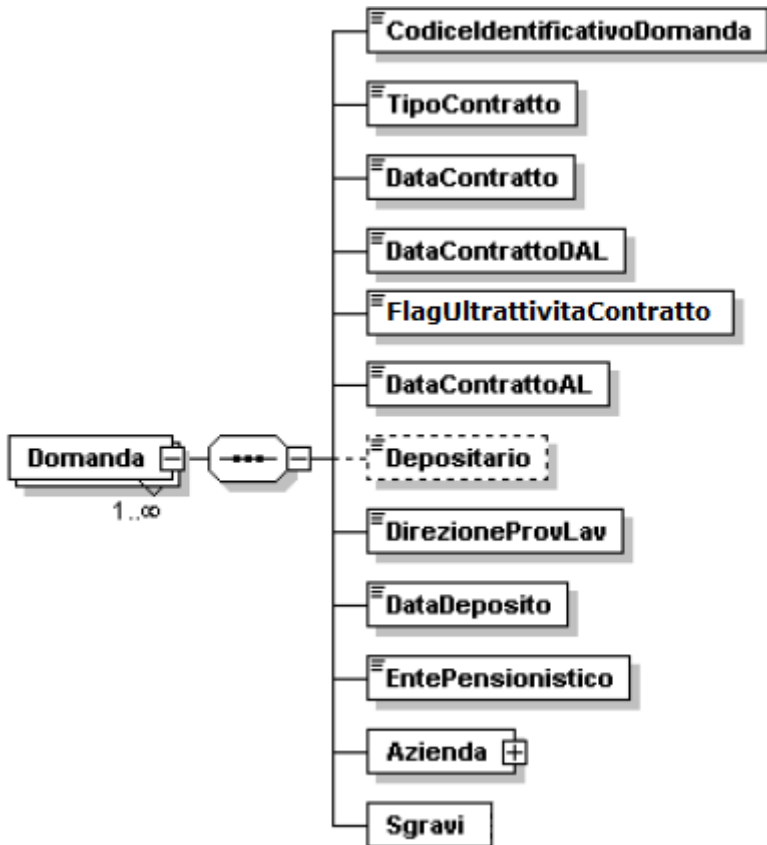 CodiceIdentificativoDomanda
TipoContratto
DataContratto
DataContrattoDAL
FlagUltrattivitaContratto
DataContrattoAL
Domanda
1..∞
Depositario
DirezioneProvLav
DataDeposito
EntePensionistico
Azienda
Sgravi